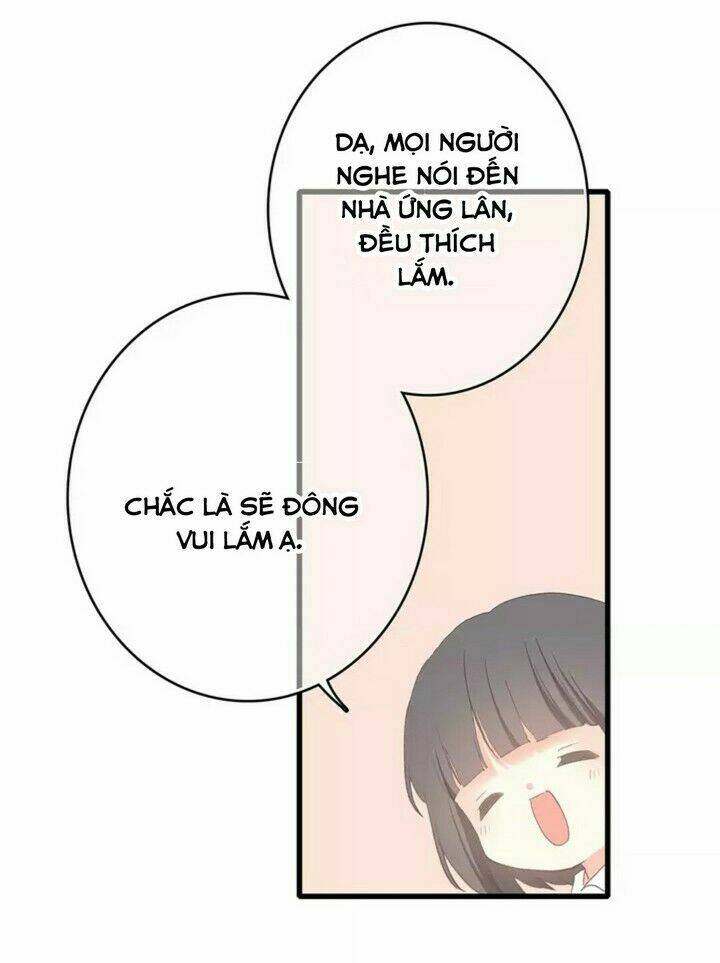 DẠ, MỌI NGƯỜI
NGHE NÓI ĐẾN
NHÀ ỨNG LÂN,
ĐỀU THÍCH
LẮM.
CHẮC LÀ SẼ ĐÔNG
VUI LẮM Ạ.